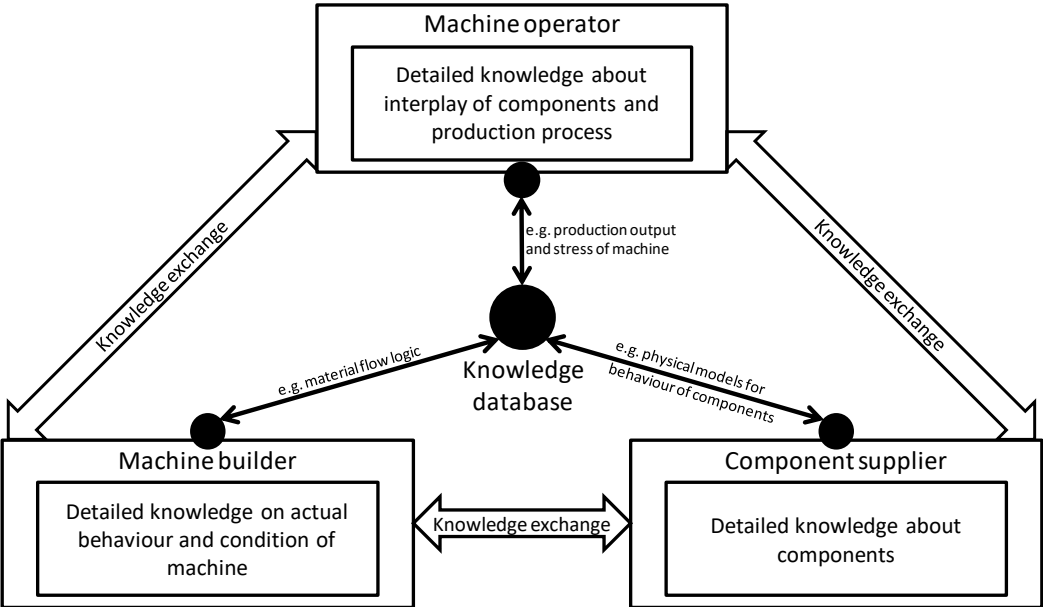 Machine operator
Detailed knowledge about
interplay of components and
production process
Knowledge exchange
Knowledge exchange
e.g. production output
and stress of machine
e.g. material flow logic
Knowledge
database
e.g. physical models for
behaviour of components
Machine builder
Detailed knowledge on actual
behaviour and condition of
machine
Knowledge exchange
Component supplier
Detailed knowledge about
components